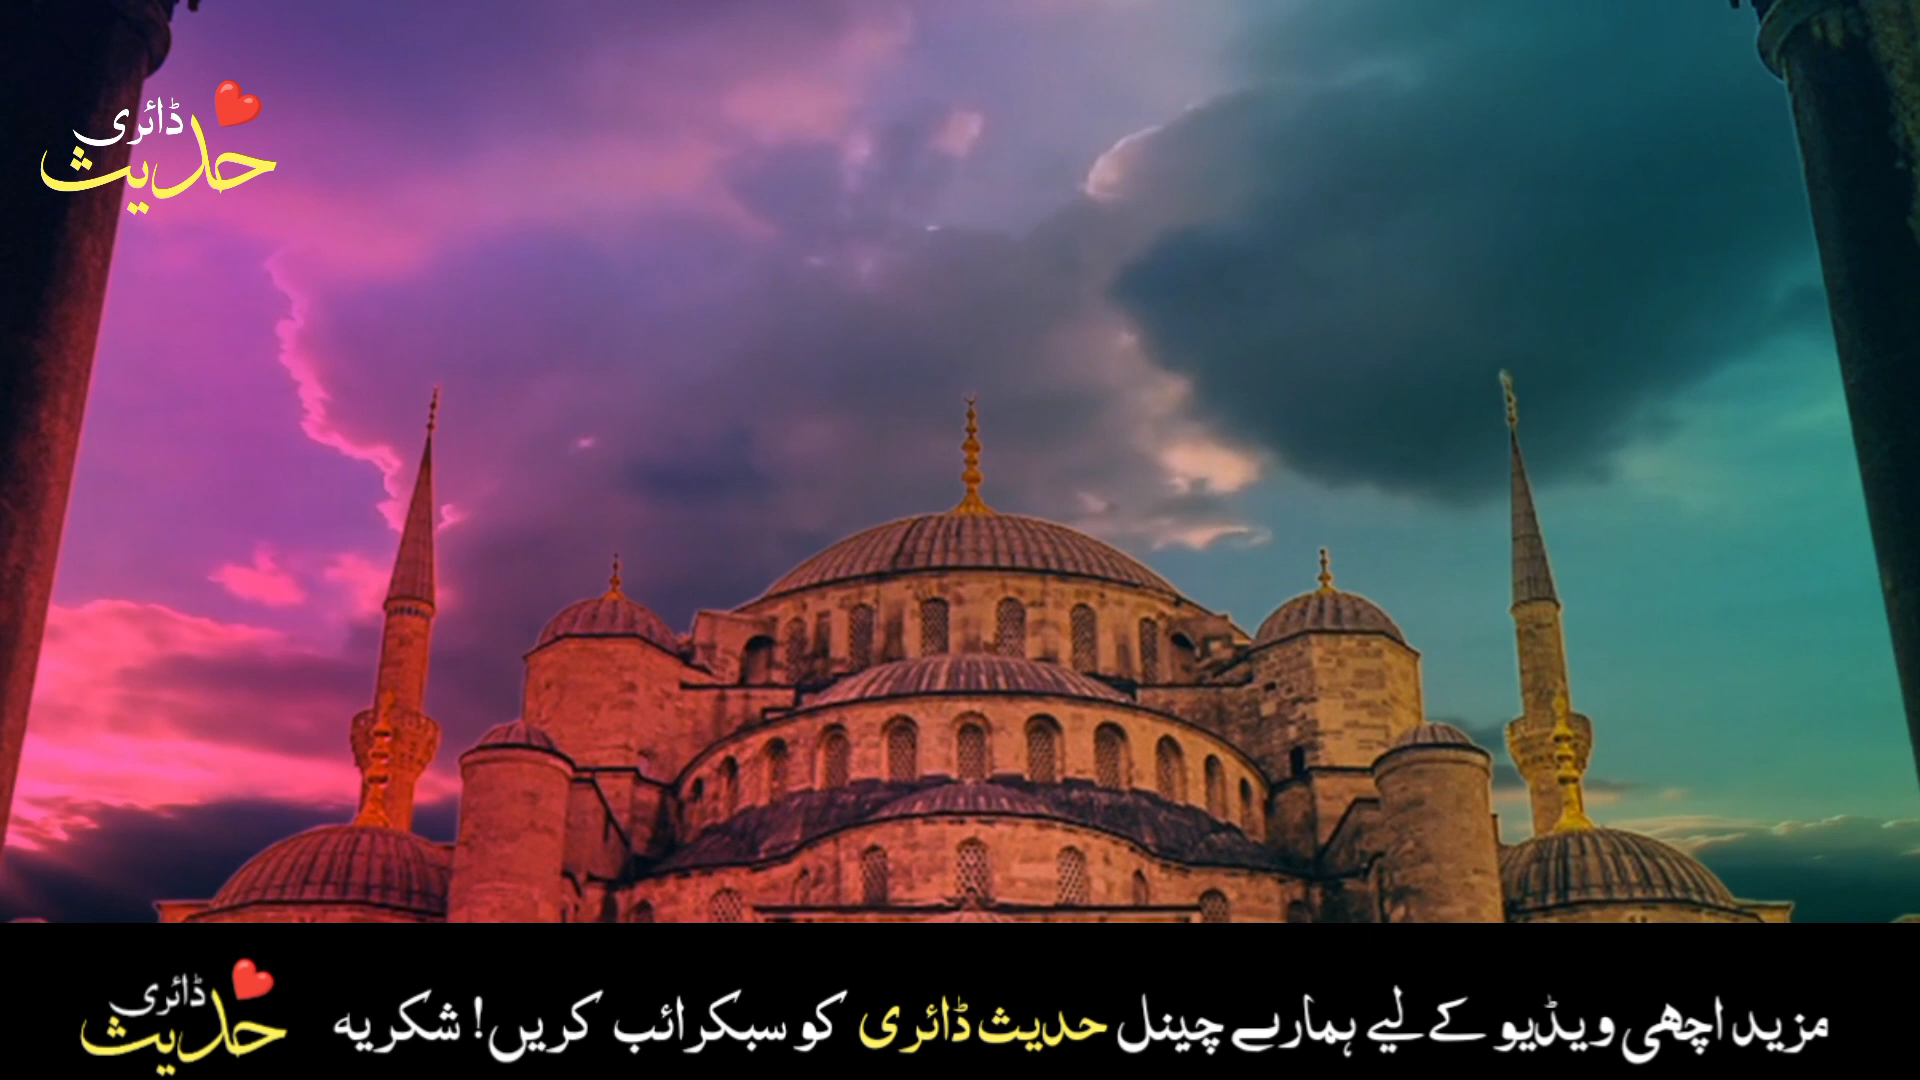 ڈائری
حدیث
مزید اچھی ویڈیو کے لیے ہمارے چینل حدیث ڈائری کو سبکرائب کریں! شکریہ
ڈائری
حدیث